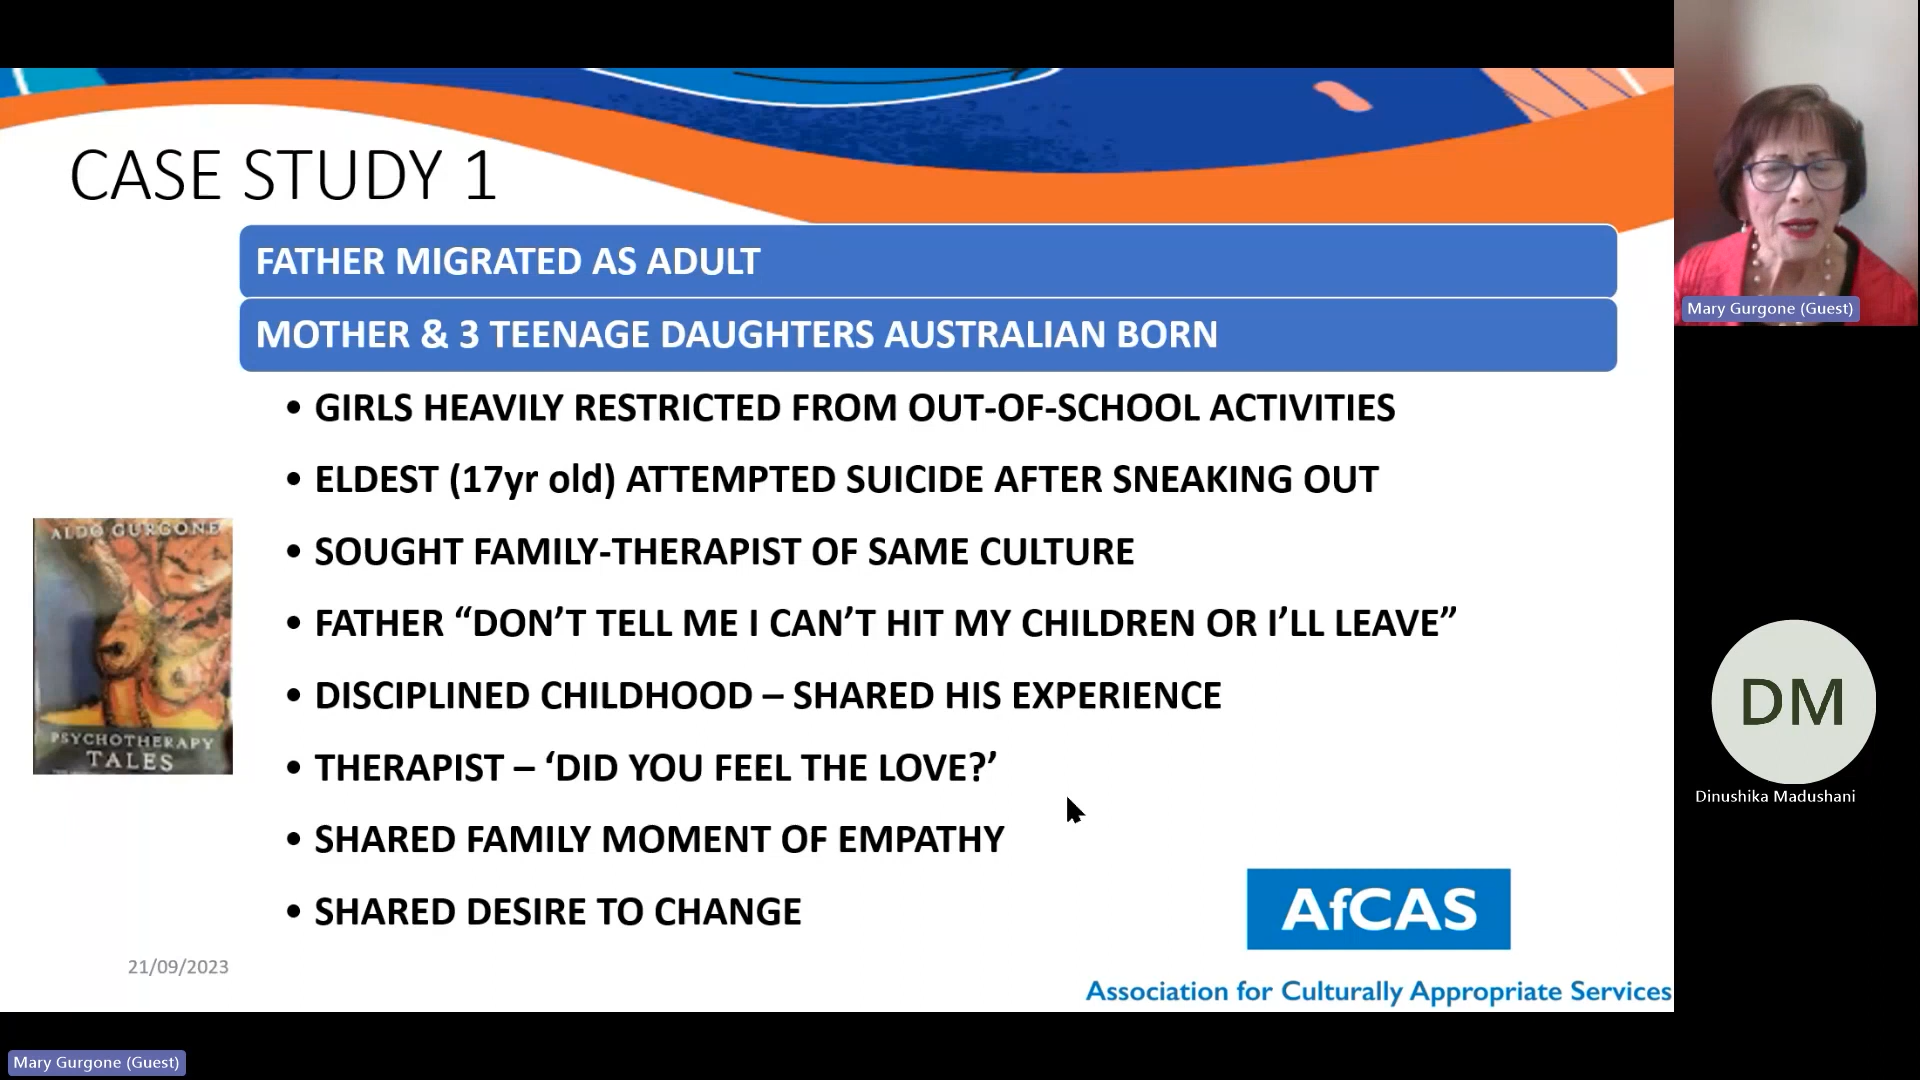 CASE STUDY 1
FATHER MIGRATED AS ADULT
MOTHER & 3 TEENAGE DAUGHTERS AUSTRALIAN BORN
• GIRLS HEAVILY RESTRICTED FROM OUT-OF-SCHOOL ACTIVITIES
• ELDEST (17yr old) ATTEMPTED SUICIDE AFTER SNEAKING OUT
• SOUGHT FAMILY-THERAPIST OF SAME CULTURE
• FATHER “DON’T TELL ME I CAN’T HIT MY CHILDREN OR I’LL LEAVE”
• DISCIPLINED CHILDHOOD – SHARED HIS EXPERIENCE
• THERAPIST – ‘DID YOU FEEL THE LOVE?’
• SHARED FAMILY MOMENT OF EMPATHY
• SHARED DESIRE TO CHANGE
ALDO GURGONE
PSYCHOTHERAPY
TALES
21/09/2023
AfCAS
Association for Culturally Appropriate Services
Mary Gurgone (Guest)
DM
Dinushika Madushani
Mary Gurgone (Guest)